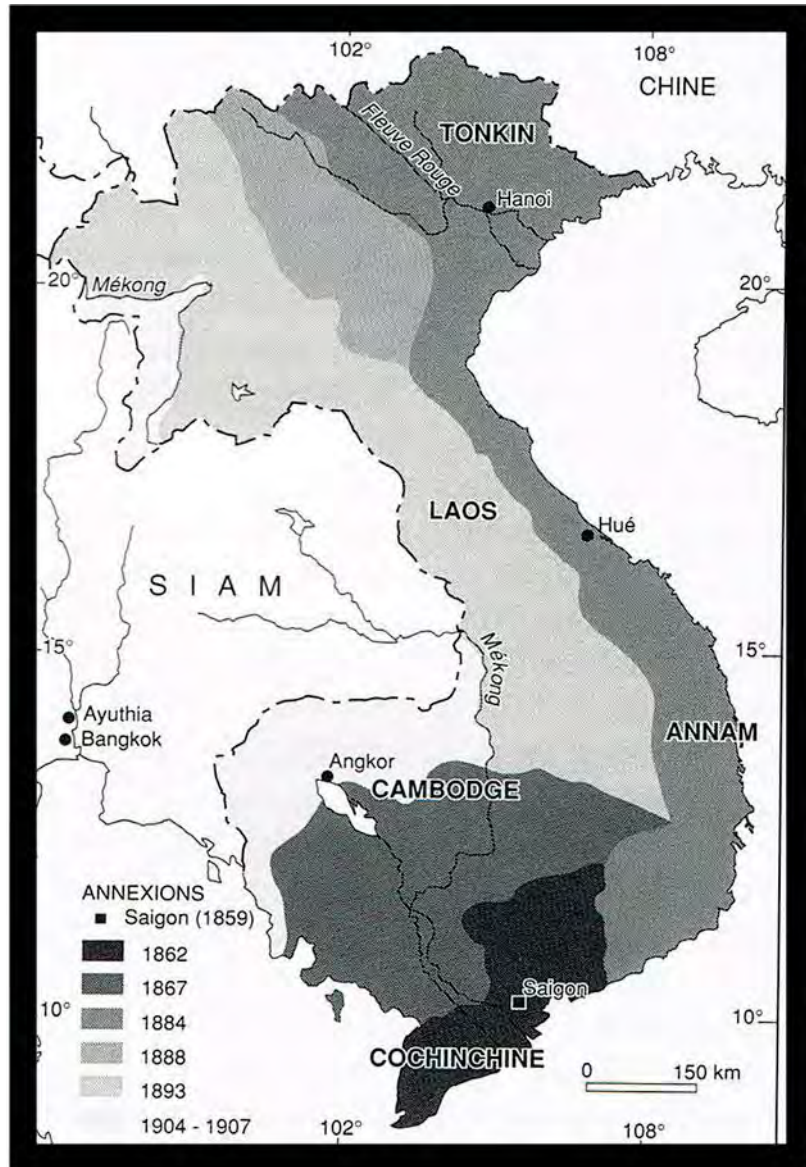 102°
108°
CHINE
TONKIN
Fleuve Rouge
Hanoi
20°
20°
Mékong
LAOS
Hué
SIAM
15°
15°
Mékong
Ayuthia
Bangkok
ANNAM
Angkor
CAMBODGE
ANNEXIONS
Saigon (1859)
1862
1867
1884
1888
1893
1904 - 1907
Saigon
10°
10°
COCHINCHINE
0 150 km
102°
108°